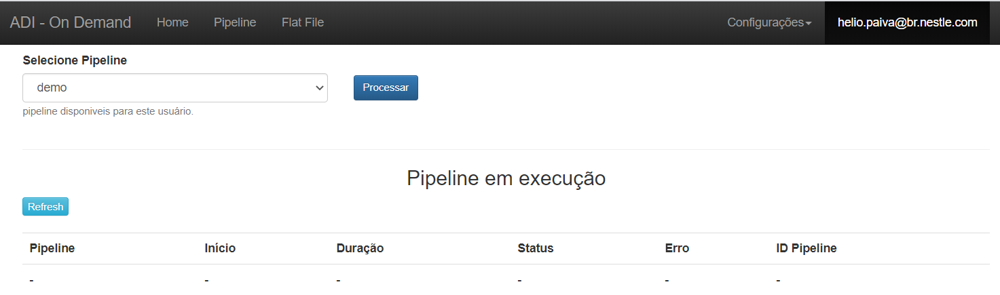 ADI - On Demand Home Pipeline Flat File Configurações helio.paiva@br.nestle.com
Selecione Pipeline
demo Processar
pipeline disponiveis para este usuário.
Pipeline em execução
Refresh
Pipeline Início Duração Status Erro ID Pipeline
- - - - - -